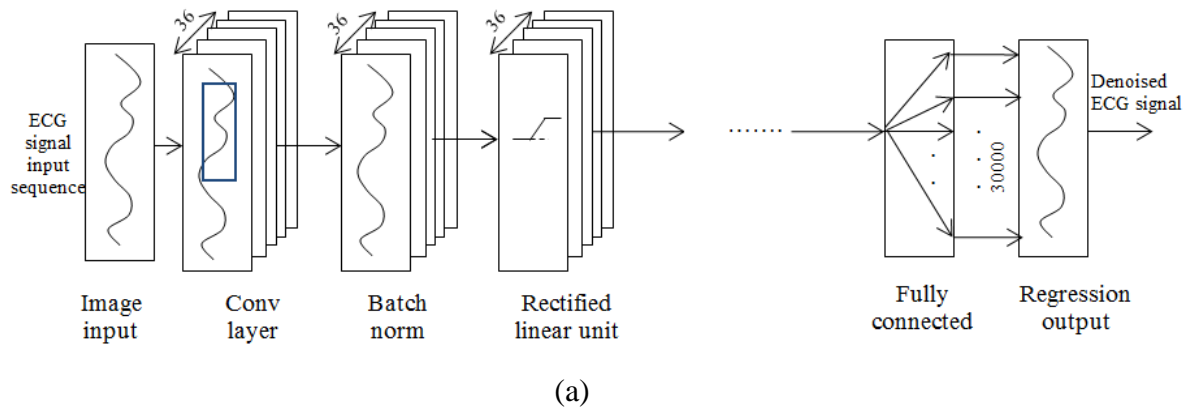 ECG
signal
input
sequence
Image
input
36
Conv
layer
36
Batch
norm
36
Rectified
linear unit
.......
Fully
connected
30000
Regression
output
Denoised
ECG signal
(a)